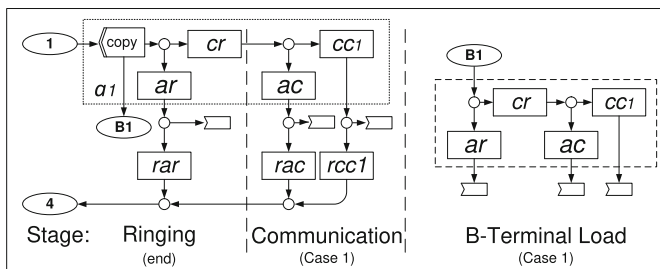 1 copy cr cc1
B1
α1 ar ac
cr cc1
B1
ar ac
rar rac rcc1
4
Stage: Ringing Communication B-Terminal Load
(end) (Case 1) (Case 1)